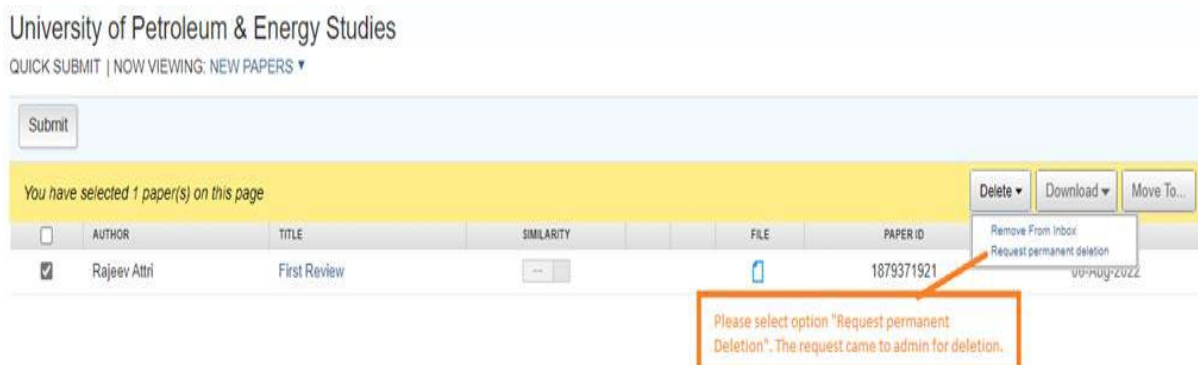 University of Petroleum & Energy Studies
QUICK SUBMIT | NOW VIEWING: NEW PAPERS ▼
Submit
You have selected 1 paper(s) on this page
Delete ▾ Download ▾ Move To...
Remove From Inbox
Request permanent deletion
AUTHOR TITLE SIMILARITY FILE PAPER ID
Rajeev Attri First Review -- 1879371921 06-Aug-2022
Please select option "Request permanent
Deletion". The request came to admin for deletion.